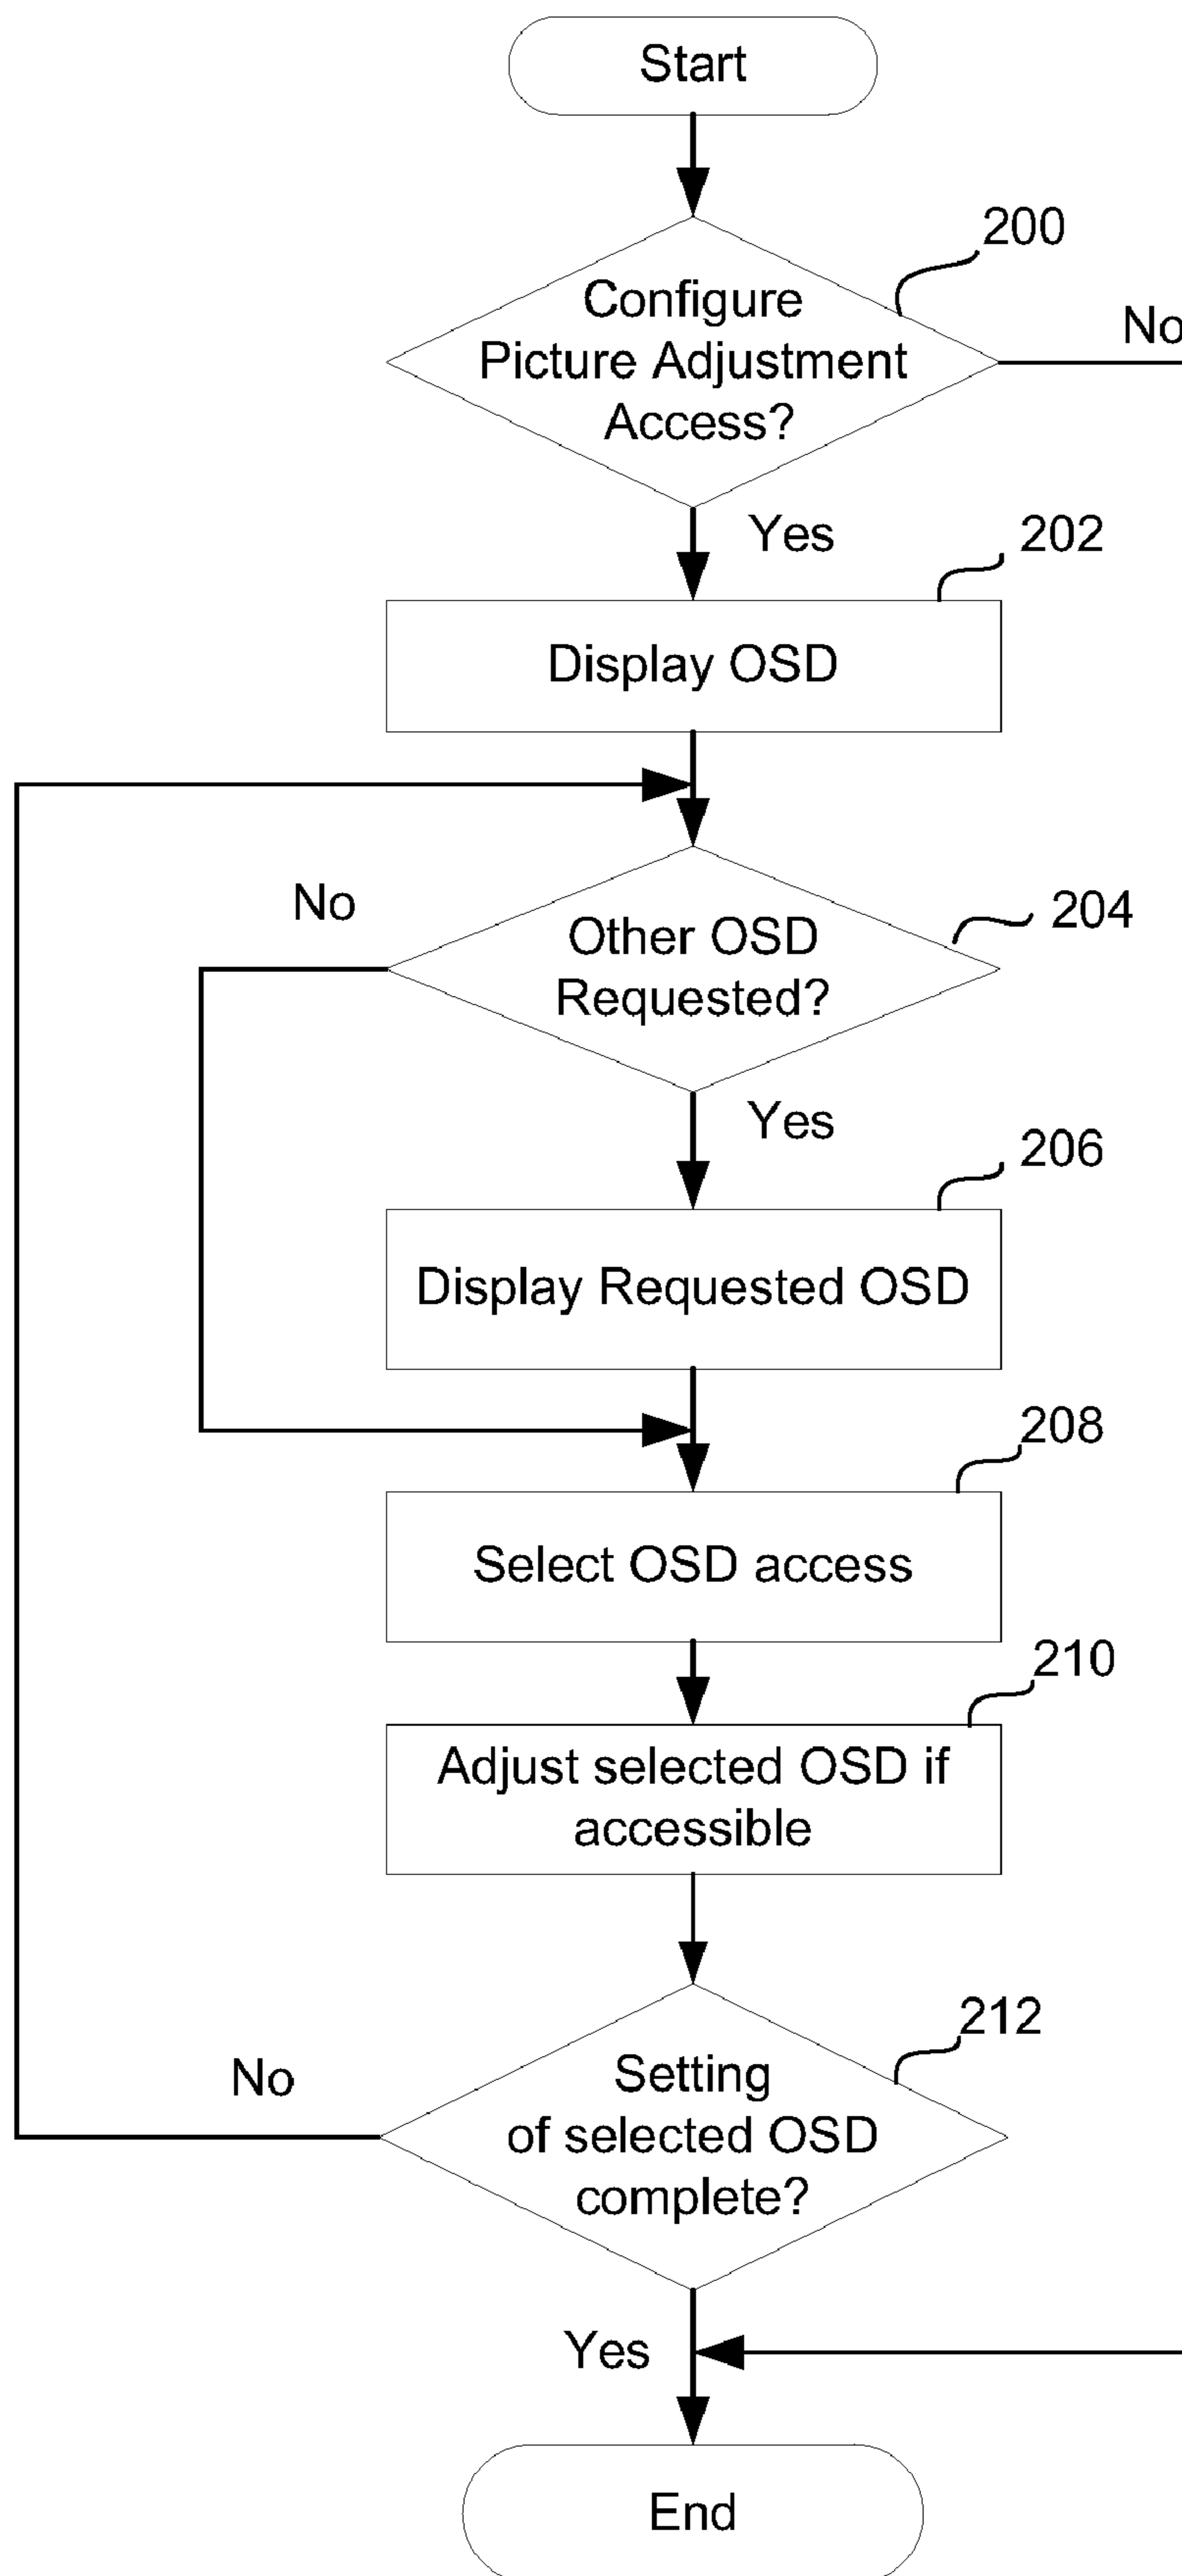 Start
200
Configure
Picture Adjustment
Access?
No
Yes
202
Display OSD
No
204
Other OSD
Requested?
Yes
206
Display Requested OSD
208
Select OSD access
210
Adjust selected OSD if
accessible
212
No
Setting
of selected OSD
complete?
Yes
End